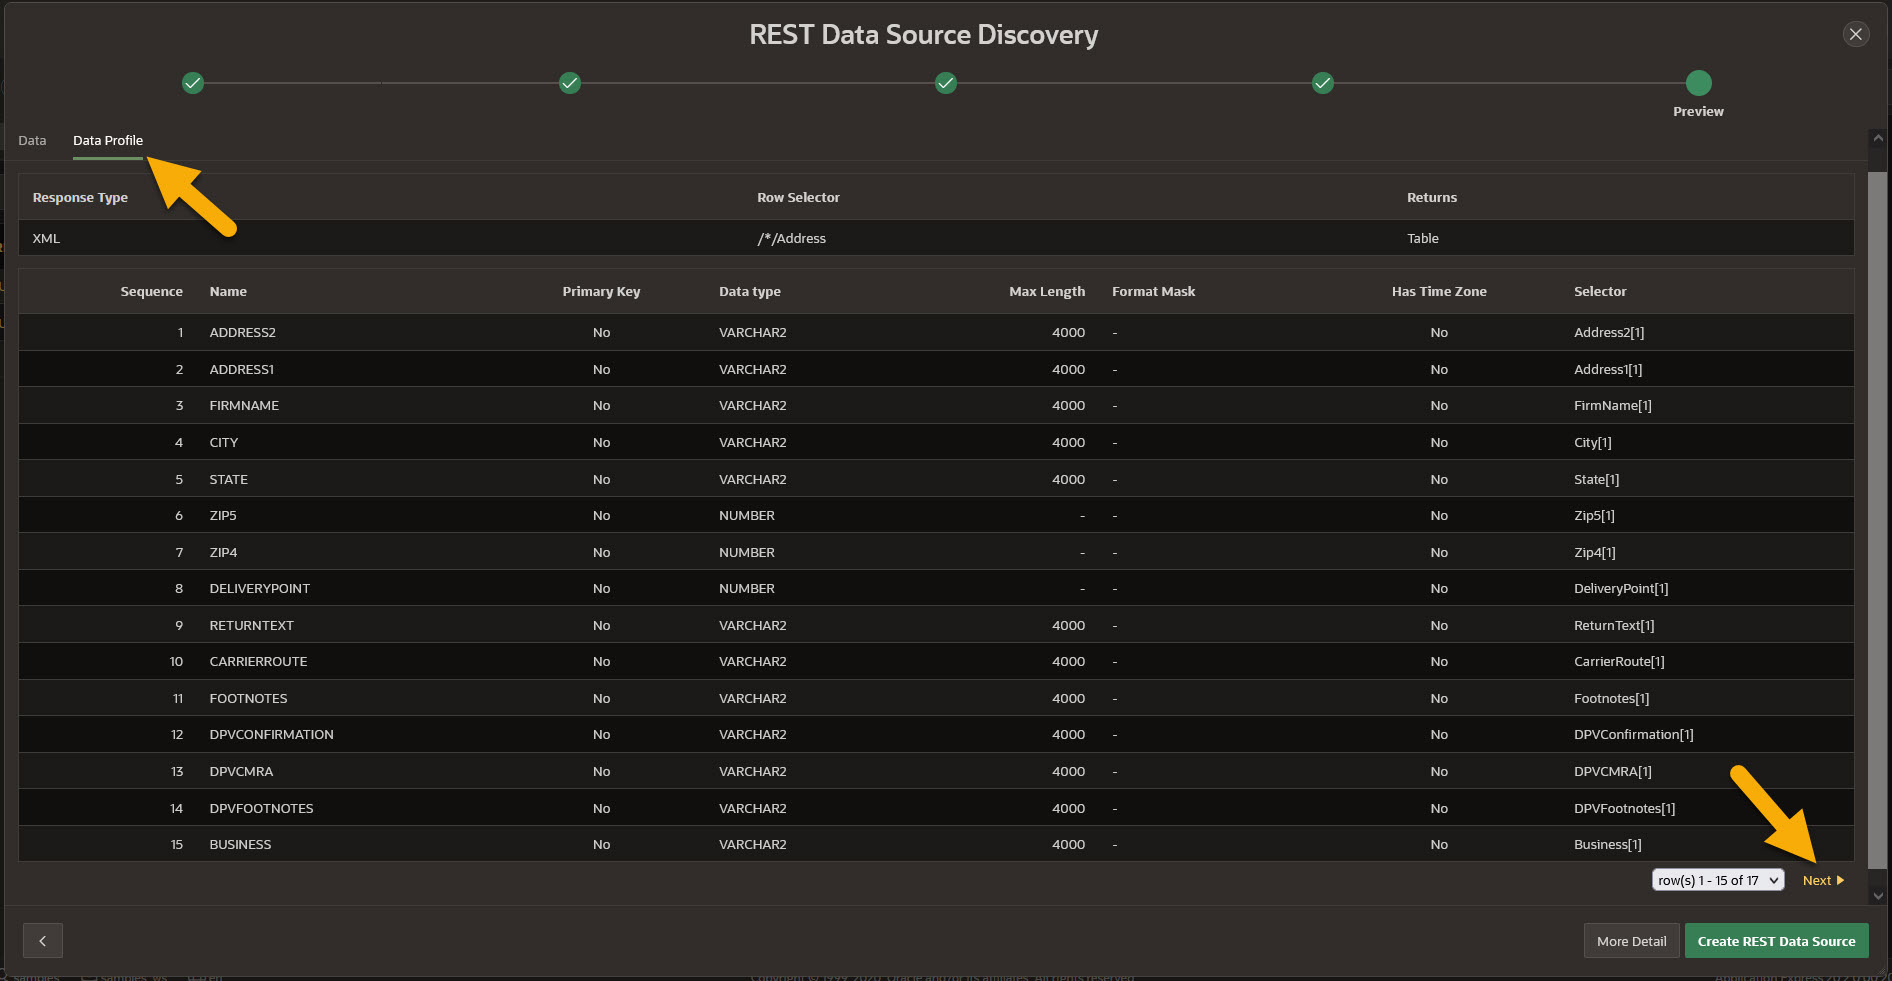 REST Data Source Discovery
Preview
Data Data Profile
Response Type Row Selector Returns
XML /*/Address Table
Sequence Name Primary Key Data type Max Length Format Mask Has Time Zone Selector
1 ADDRESS2 No VARCHAR2 4000 - No Address2[1]
2 ADDRESS1 No VARCHAR2 4000 - No Address1[1]
3 FIRMNAME No VARCHAR2 4000 - No FirmName[1]
4 CITY No VARCHAR2 4000 - No City[1]
5 STATE No VARCHAR2 4000 - No State[1]
6 ZIP5 No NUMBER - - No Zip5[1]
7 ZIP4 No NUMBER - - No Zip4[1]
8 DELIVERYPOINT No NUMBER - - No DeliveryPoint[1]
9 RETURNTEXT No VARCHAR2 4000 - No ReturnText[1]
10 CARRIERROUTE No VARCHAR2 4000 - No CarrierRoute[1]
11 FOOTNOTES No VARCHAR2 4000 - No Footnotes[1]
12 DPVCONFIRMATION No VARCHAR2 4000 - No DPVConfirmation[1]
13 DPVCMRA No VARCHAR2 4000 - No DPVCMRA[1]
14 DPVFOOTNOTES No VARCHAR2 4000 - No DPVFootnotes[1]
15 BUSINESS No VARCHAR2 4000 - No Business[1]
row(s) 1 - 15 of 17 Next
More Detail Create REST Data Source